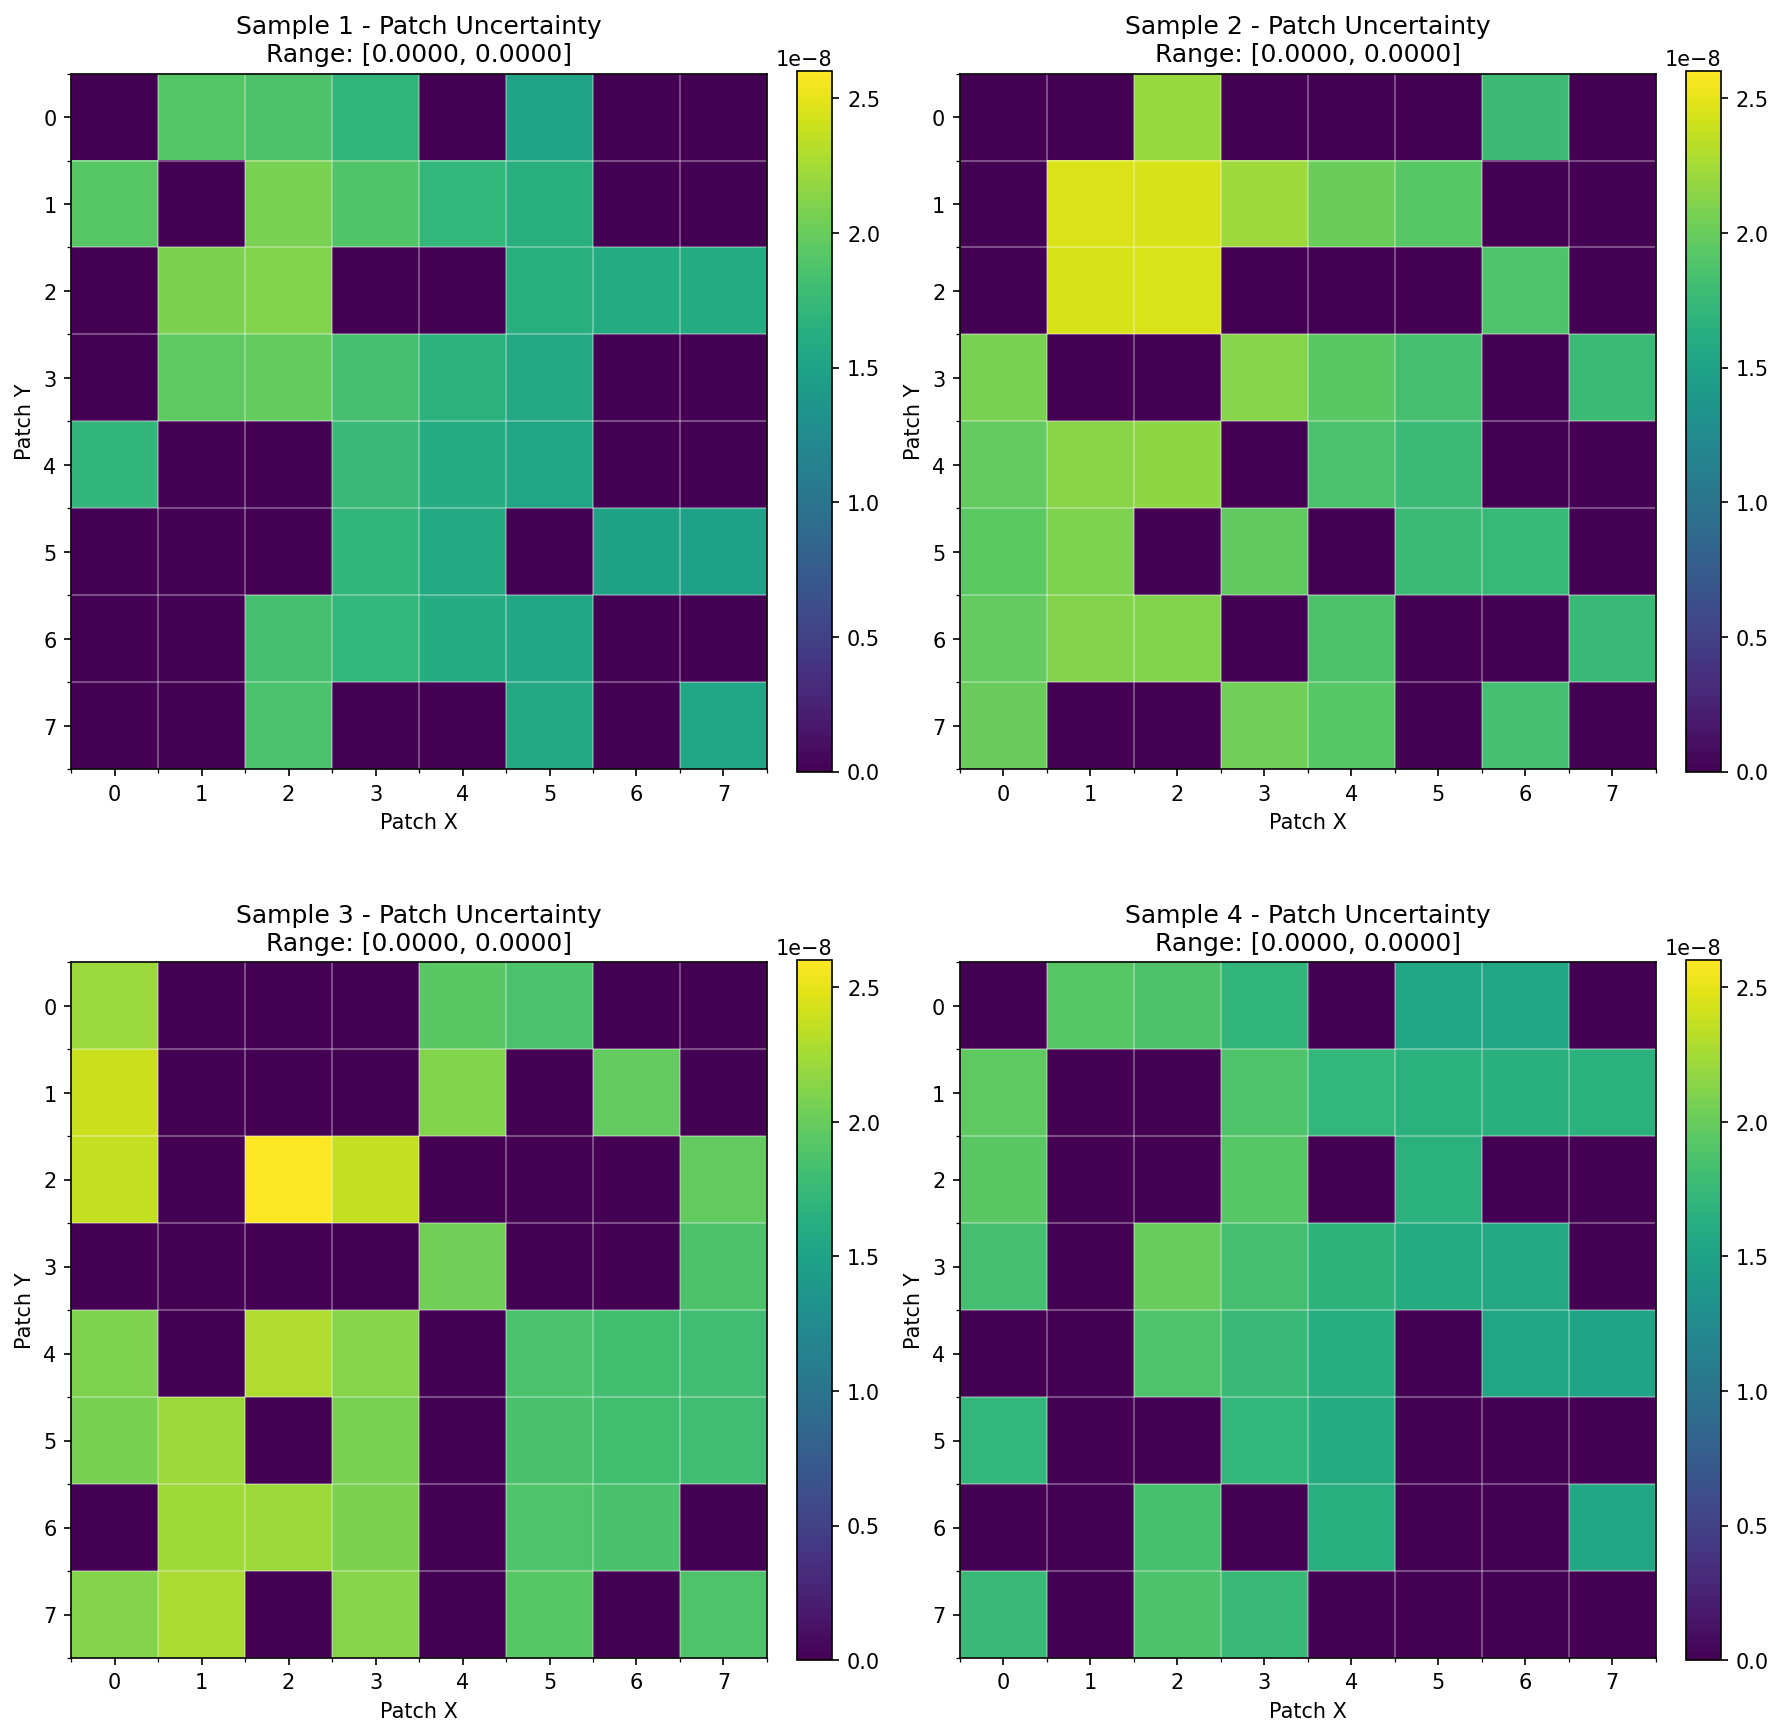 Sample 1 - Patch Uncertainty
Range: [0.0000, 0.0000]
1e−8
Patch Y
0
1
2
3
4
5
6
7
0 1 2 3 4 5 6 7
Patch X
2.5
2.0
1.5
1.0
0.5
0.0
Sample 2 - Patch Uncertainty
Range: [0.0000, 0.0000]
1e−8
Patch Y
0
1
2
3
4
5
6
7
0 1 2 3 4 5 6 7
Patch X
2.5
2.0
1.5
1.0
0.5
0.0
Sample 3 - Patch Uncertainty
Range: [0.0000, 0.0000]
1e−8
Patch Y
0
1
2
3
4
5
6
7
0 1 2 3 4 5 6 7
Patch X
2.5
2.0
1.5
1.0
0.5
0.0
Sample 4 - Patch Uncertainty
Range: [0.0000, 0.0000]
1e−8
Patch Y
0
1
2
3
4
5
6
7
0 1 2 3 4 5 6 7
Patch X
2.5
2.0
1.5
1.0
0.5
0.0